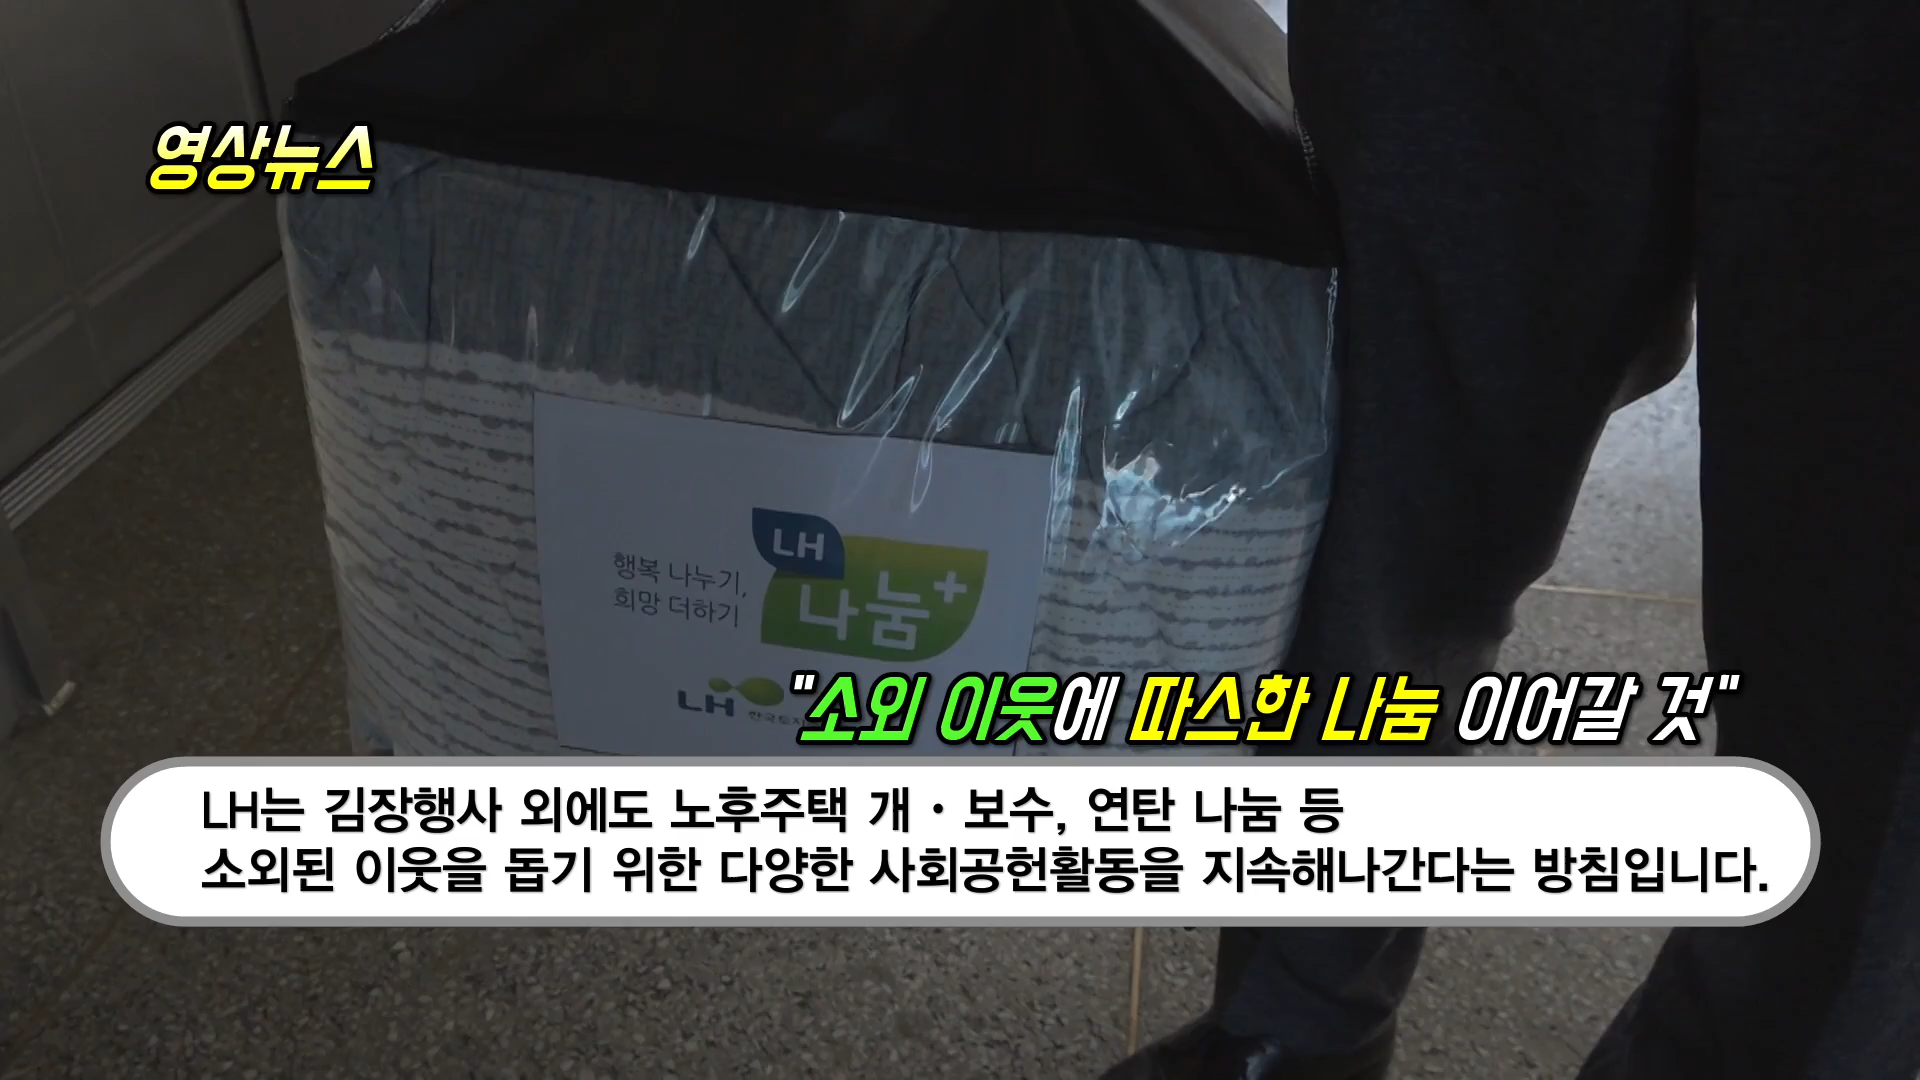 영상뉴스
LH
나눔+
행복 나누기,
희망 더하기
LH
한국토지
"소외 이웃에 따스한 나눔 이어갈 것"
LH는 김장행사 외에도 노후주택 개·보수, 연탄 나눔 등
소외된 이웃을 돕기 위한 다양한 사회공헌활동을 지속해나간다는 방침입니다.